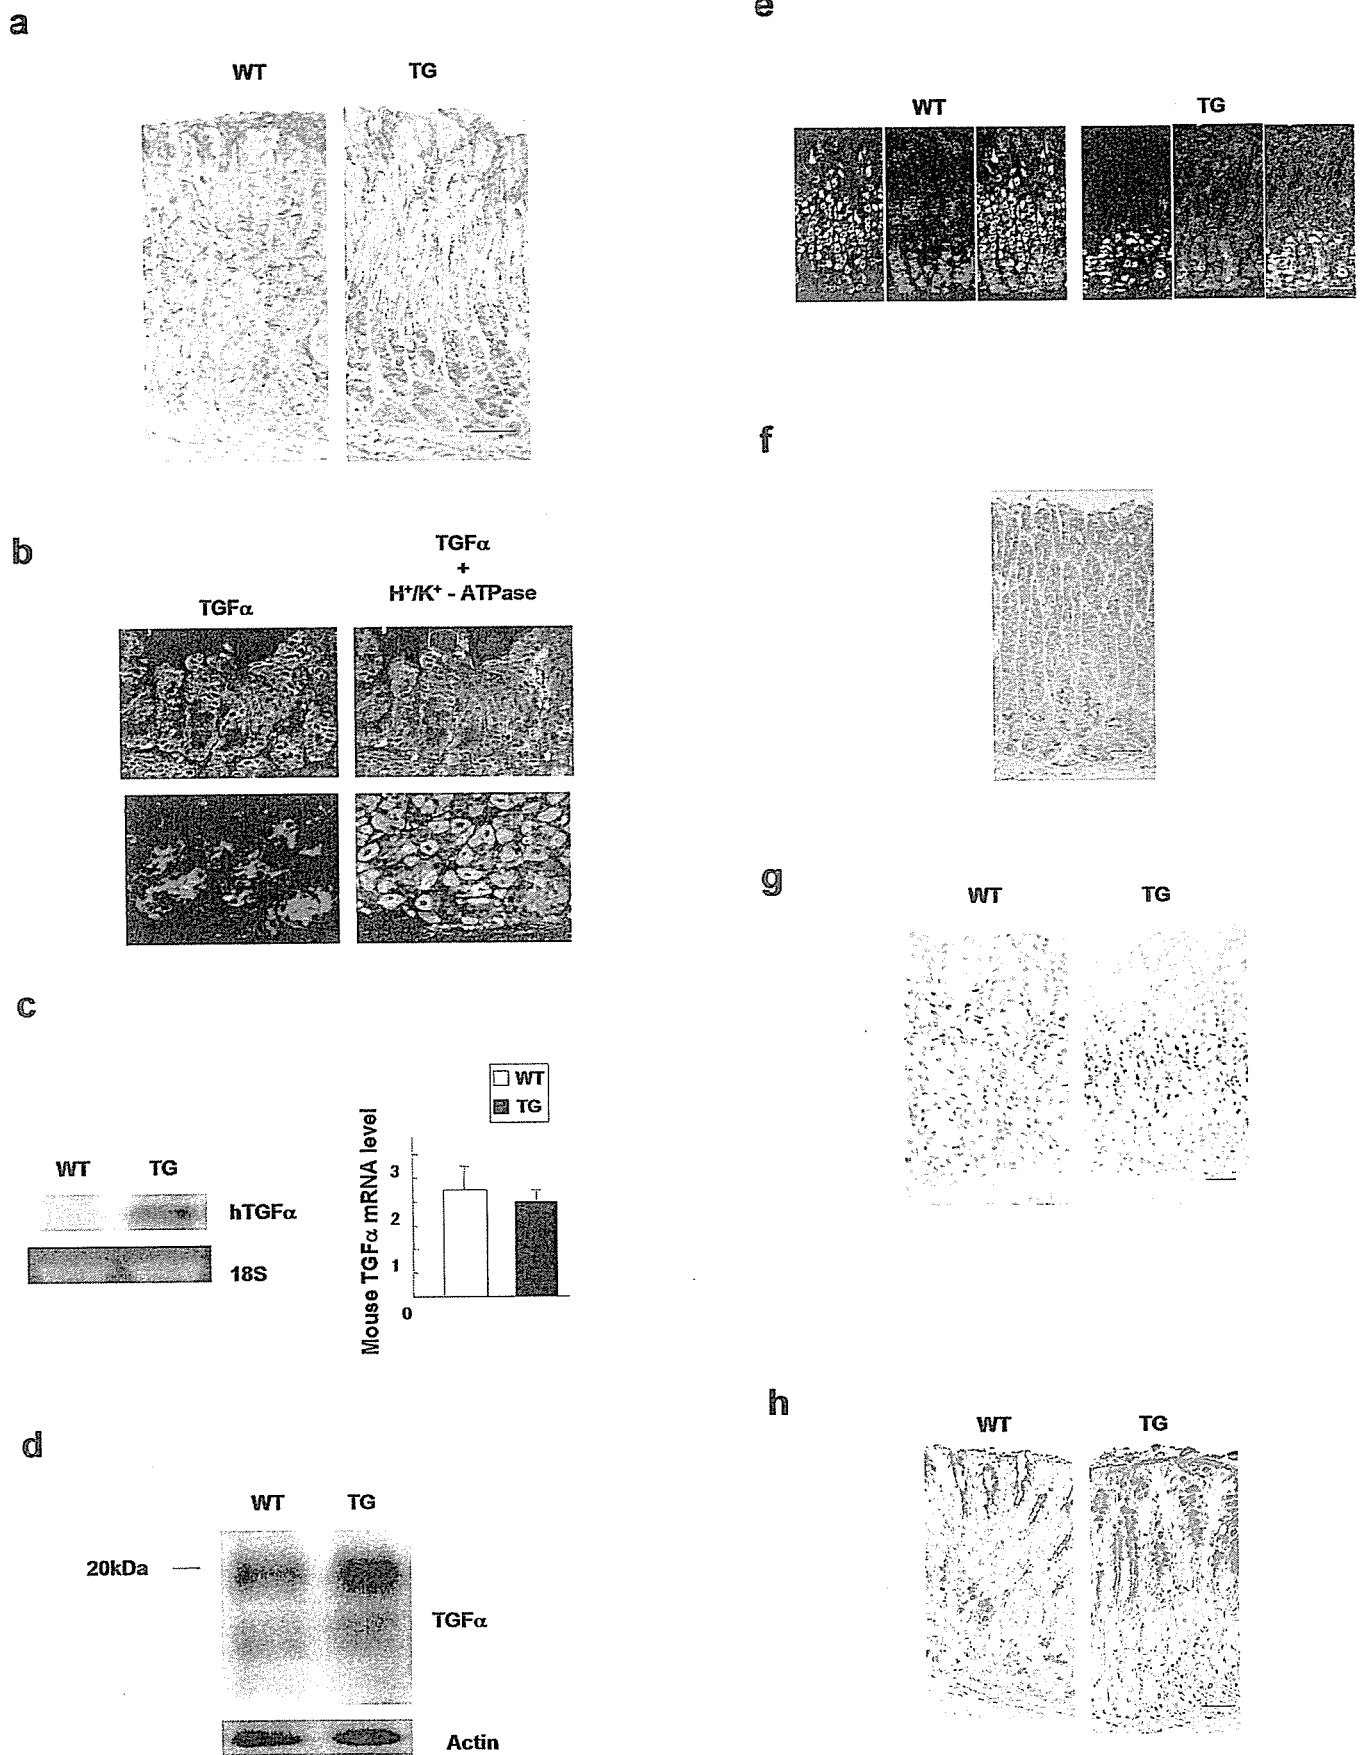 a
WT TG
b
TGFα
TGFα
+
H⁺/K⁺ - ATPase
c
WT TG
hTGFα
18S
WT
TG
Mouse TGFα mRNA level
3
2
1
0
d
WT TG
20kDa
TGFα
Actin
e
WT TG
f
g
WT TG
h
WT TG